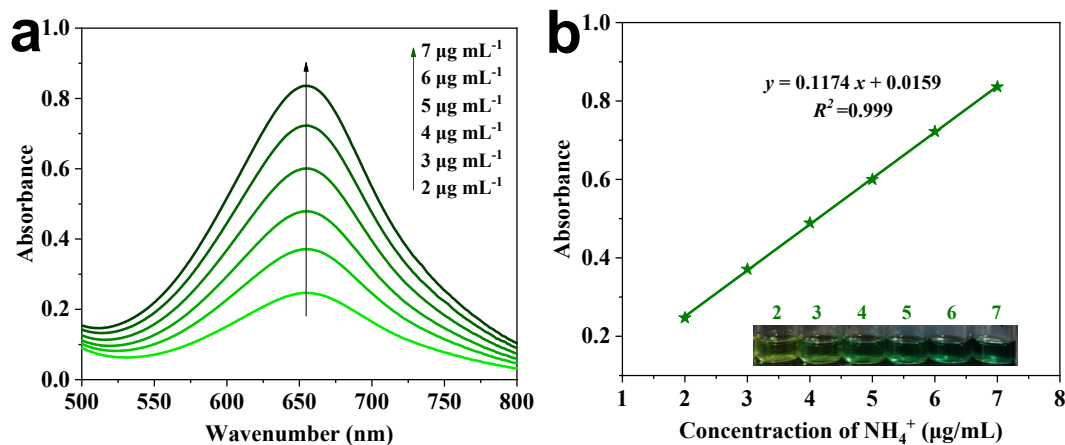 a
1.0
0.8
0.6
0.4
0.2
0.0
Absorbance
500
550
600
650
700
750
800
Wavenumber (nm)
7 μg mL⁻¹
6 μg mL⁻¹
5 μg mL⁻¹
4 μg mL⁻¹
3 μg mL⁻¹
2 μg mL⁻¹
b
1.0
0.8
0.6
0.4
0.2
Absorbance
y = 0.1174 x + 0.0159
R² =0.999
2 3 4 5 6 7
1
2
3
4
5
6
7
8
Concentraction of NH₄⁺ (μg/mL)